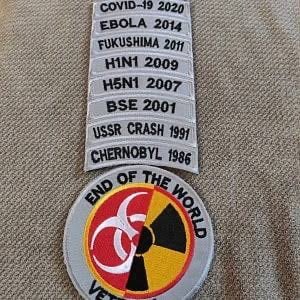 COVID-19 2020
EBOLA 2014
FUKUSHIMA 2011
H1N1 2009
H5N1 2007
BSE 2001
USSR CRASH 1991
CHERNOBYL 1986
END OF THE WORLD